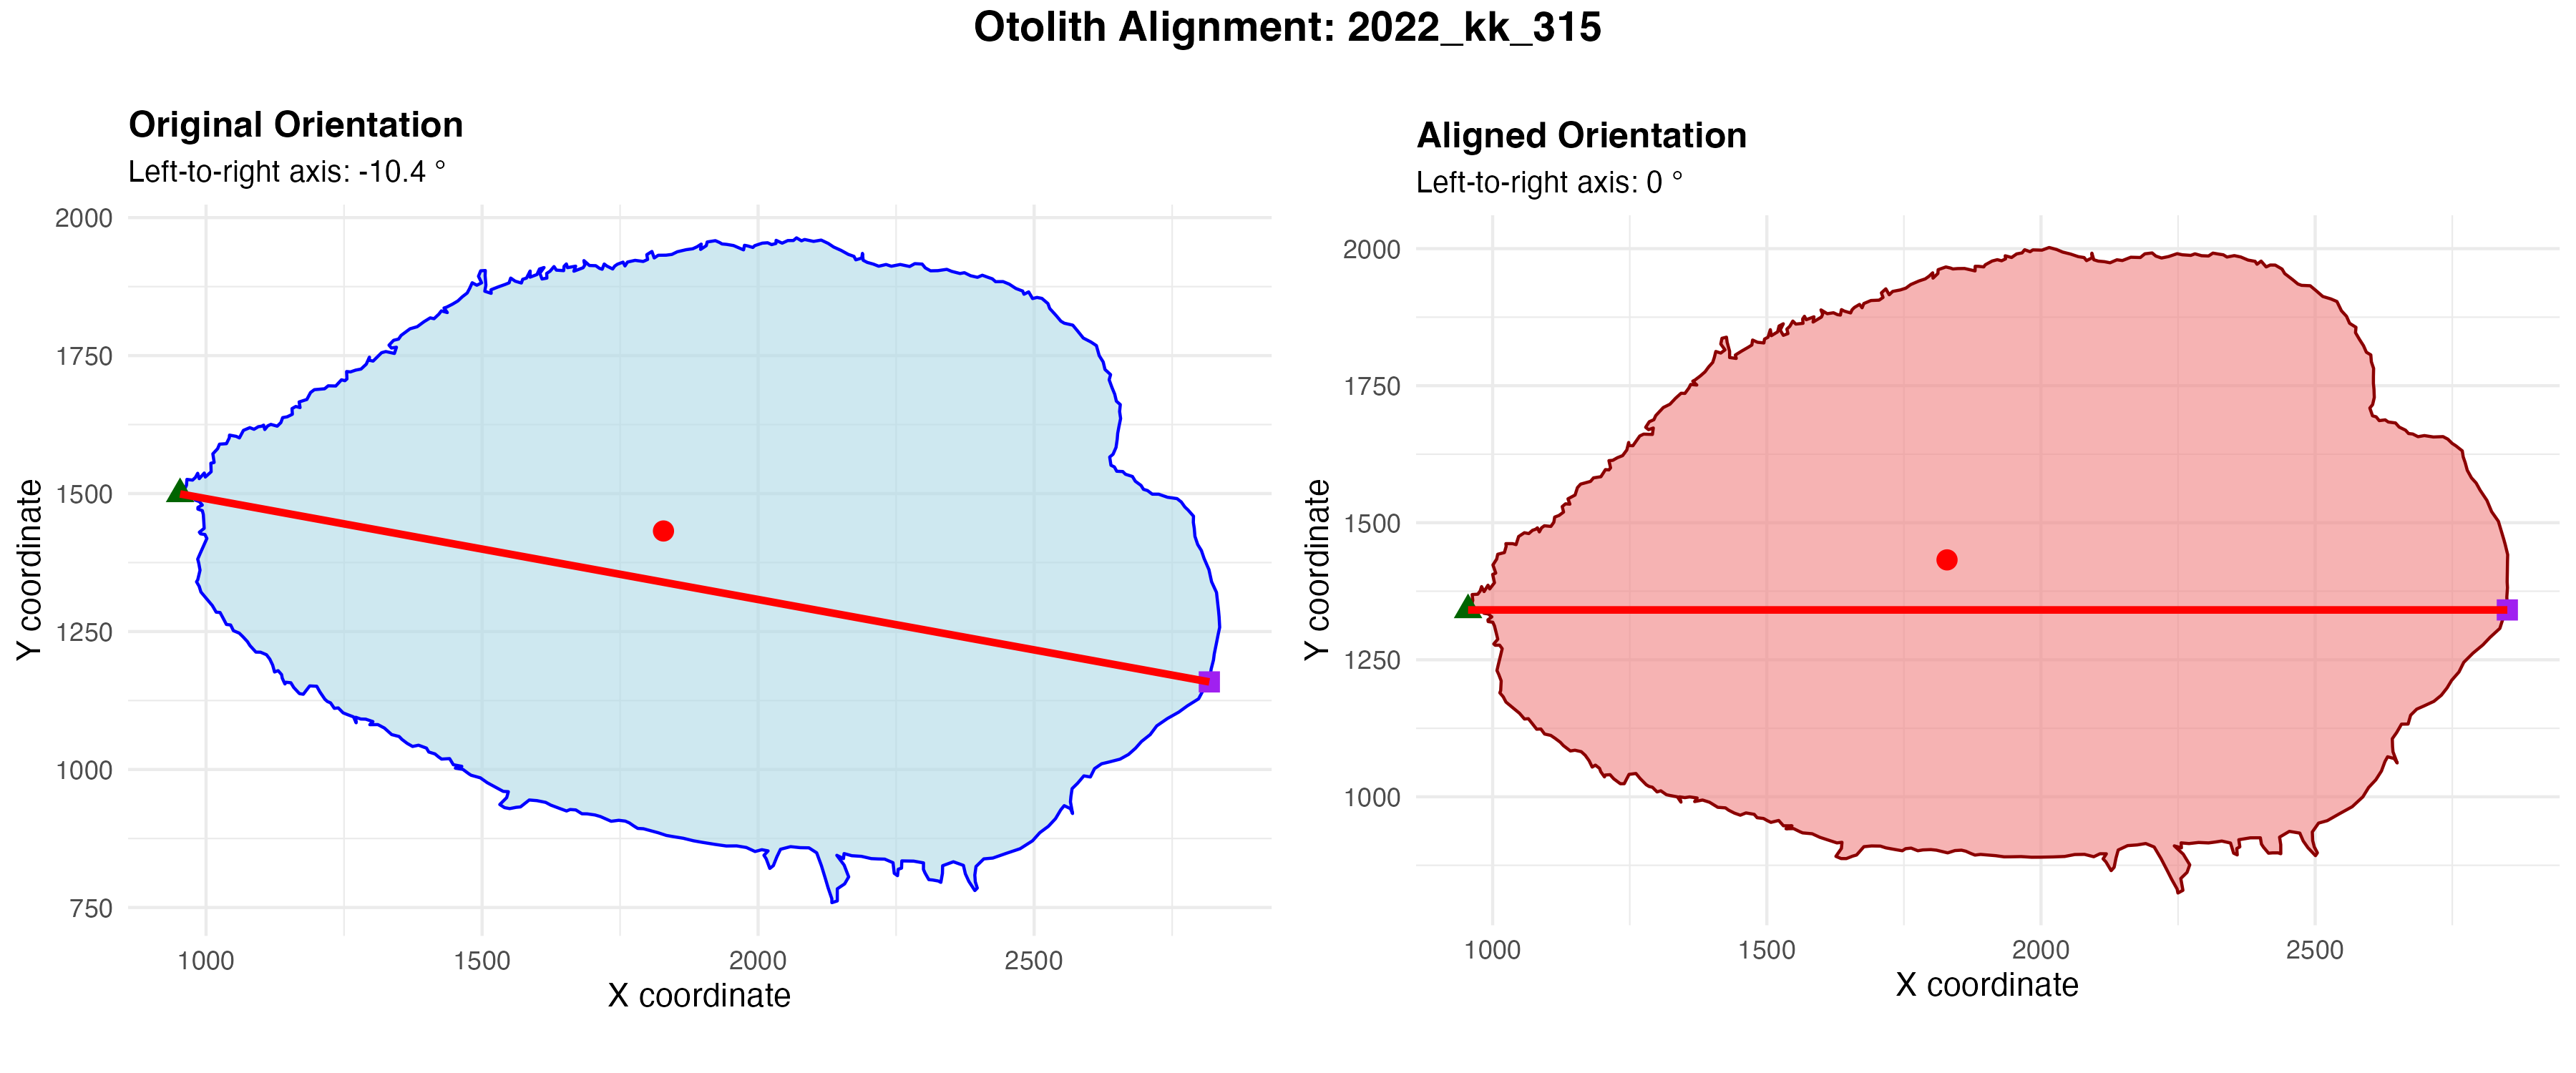 Otolith Alignment: 2022_kk_315
Original Orientation
Left-to-right axis: -10.4 °
2000
1750
1500
1250
1000
750
Y coordinate
1000 1500 2000 2500
X coordinate
Aligned Orientation
Left-to-right axis: 0 °
2000
1750
1500
1250
1000
Y coordinate
1000 1500 2000 2500
X coordinate